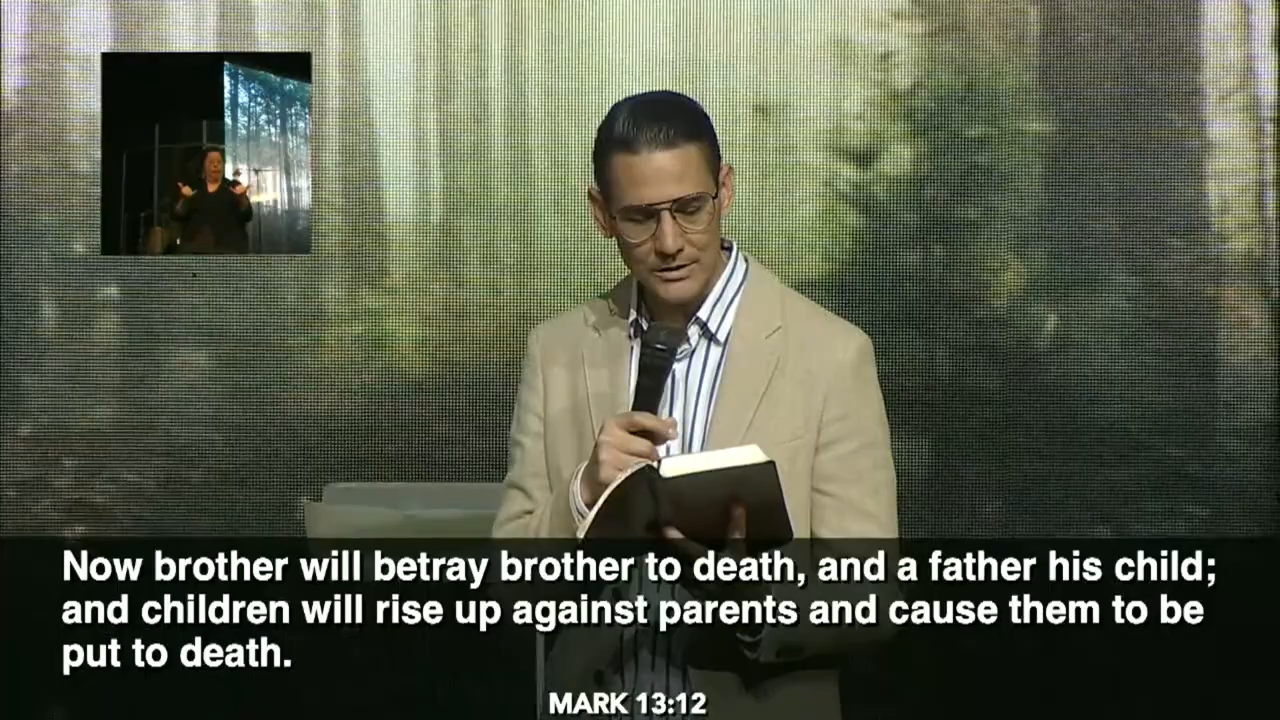 Now brother will betray brother to death, and a father his child;
and children will rise up against parents and cause them to be
put to death.
MARK 13:12